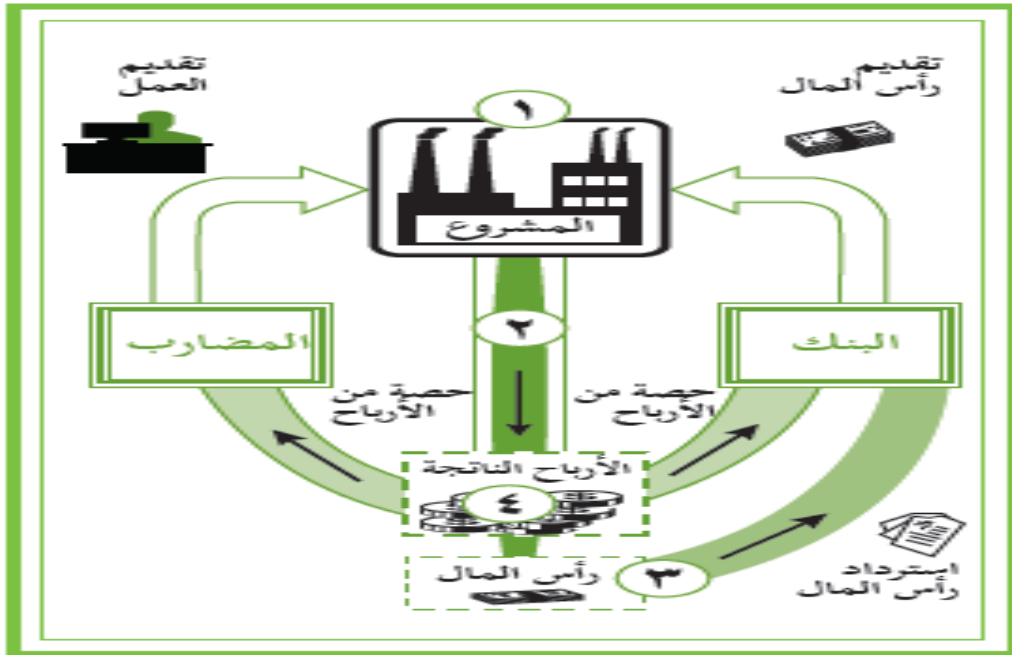 تقديم
رأس المال
تقديم
العمل
١
المشروع
البنك
المضارب
٢
حصة من
الأرباح
حصة من
الأرباح
الأرباح الناتجة
٤
رأس المال
٣
استرداد
رأس المال